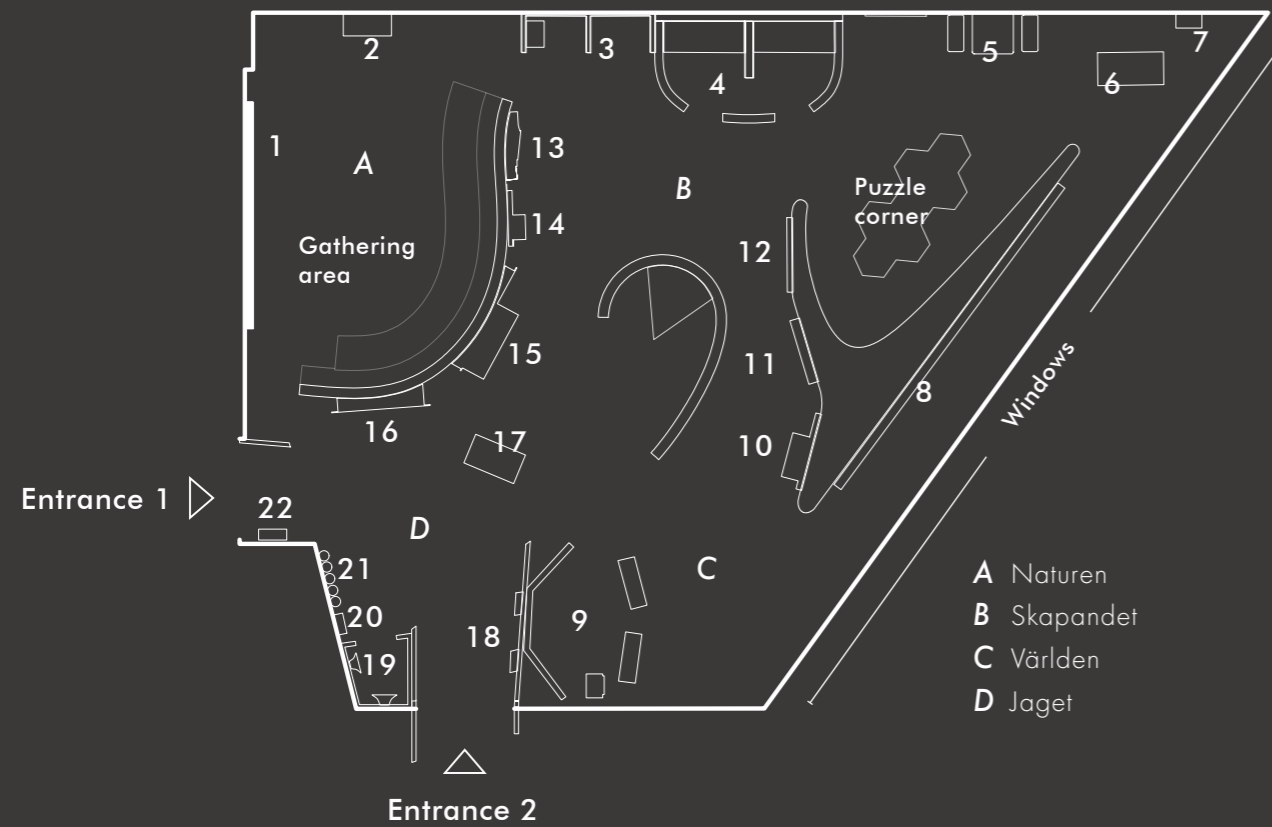 2
3
4
5
6
7
1
A
13
B
Puzzle
corner
14
Gathering
area
12
15
11
8
Windows
16
17
10
Entrance 1
22
D
21
C
A Naturen
20
9
B Skapandet
18
19
C Världen
D Jaget
Entrance 2